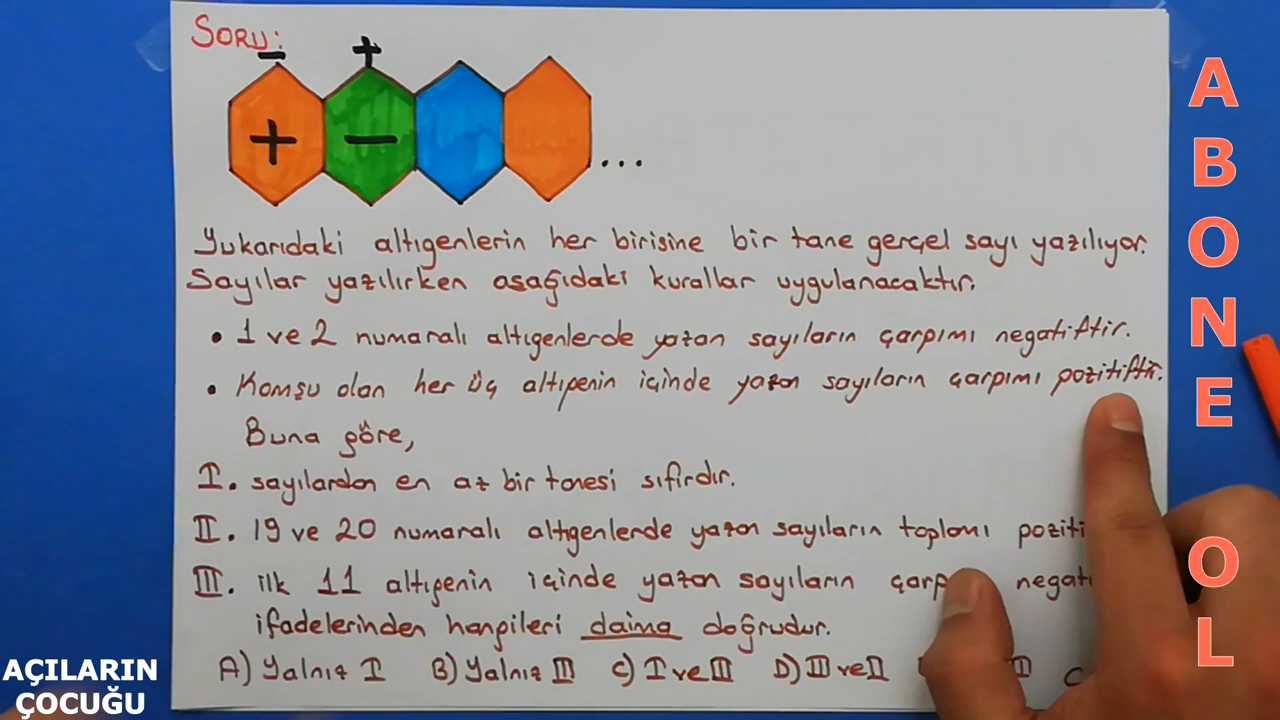 SORU:
- +
+ - ...
Yukarıdaki altıgenlerin her birisine bir tane gerçel sayı yazılıyor.
Sayılar yazılırken aşağıdaki kurallar uygulanacaktır.
• 1 ve 2 numaralı altıgenlerde yazan sayıların çarpımı negatiftir.
• Komşu olan her üç altıgenin içinde yazan sayıların çarpımı pozitiftir.
Buna göre,
I. sayılardan en az bir tanesi sıfırdır.
II. 19 ve 20 numaralı altıgenlerde yazan sayıların toplamı poziti
III. ilk 11 altıgenin içinde yazan sayıların çarp negati
ifadelerinden hangileri daima doğrudur.
A) Yalnız I B) Yalnız III C) I ve III D) III ve II
ABONE OL
AÇILARIN
ÇOCUĞU